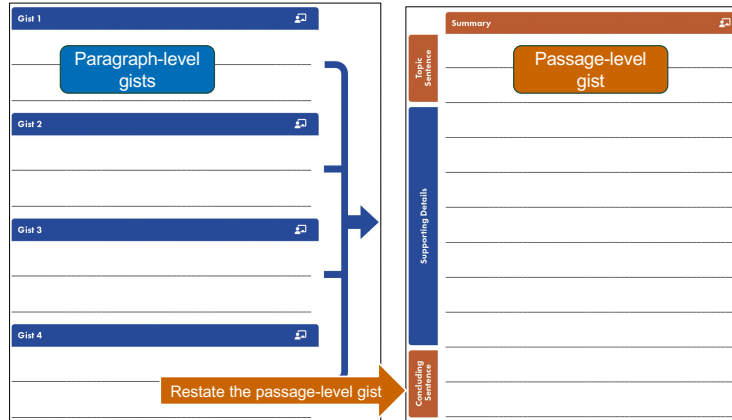 Gist 1
Paragraph-level
gists
Gist 2
Gist 3
Gist 4
Restate the passage-level gist
Summary
Topic
Sentence
Passage-level
gist
Supporting Details
Concluding
Sentence